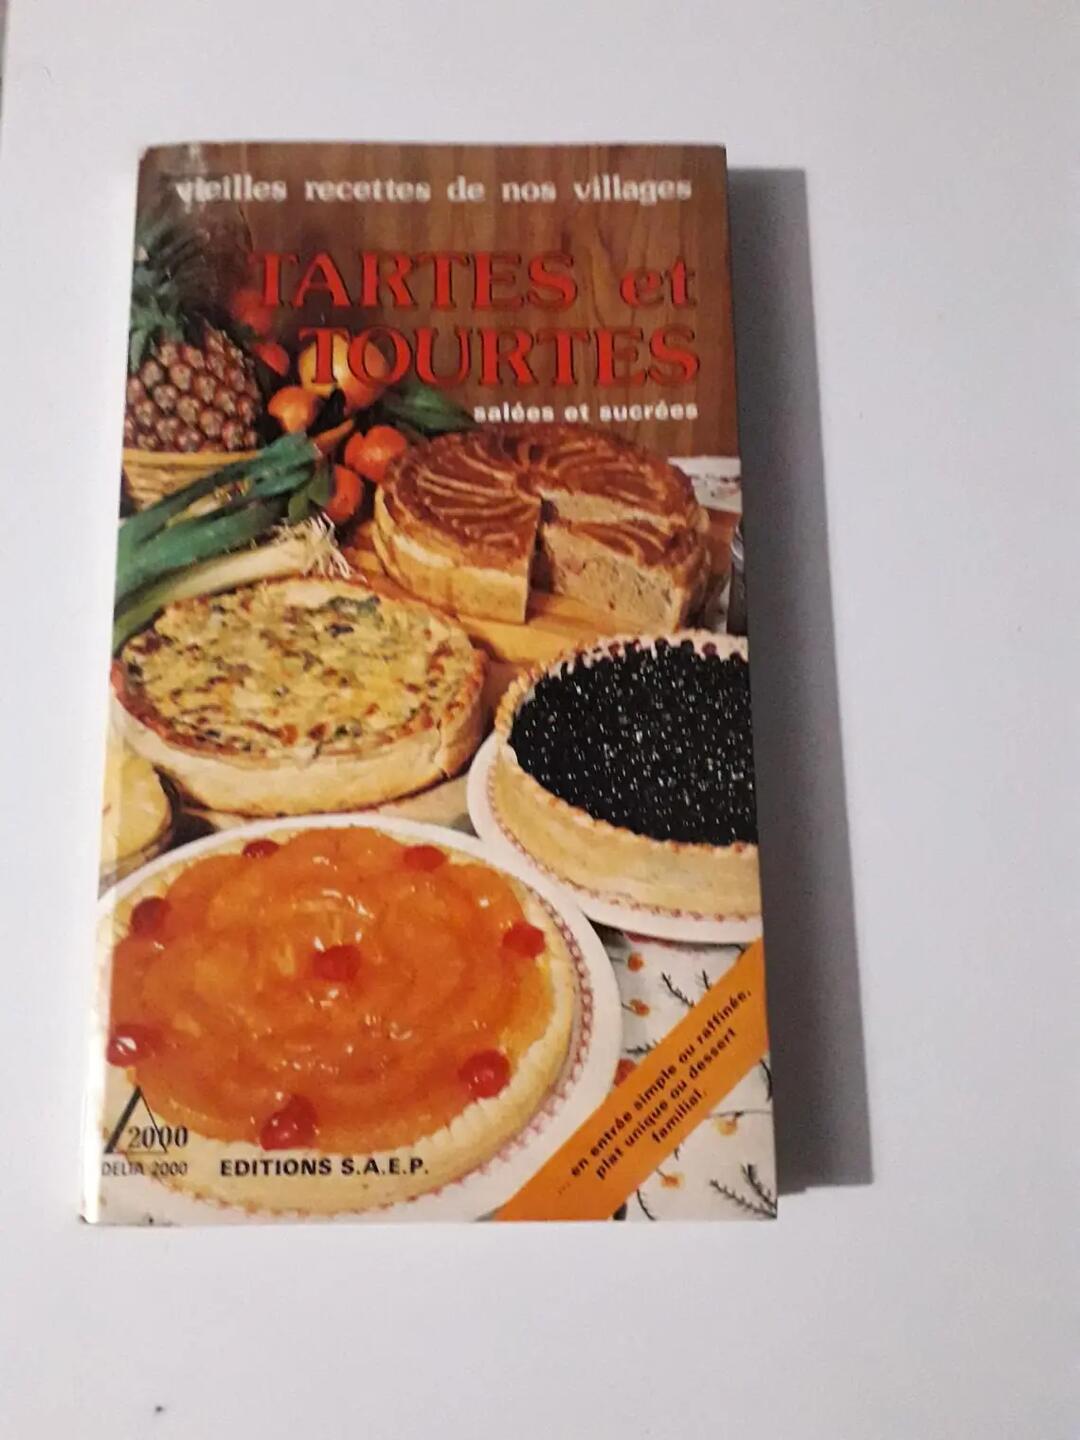 vieilles recettes de nos villages
TARTES et
TOURTES
salées et sucrées
... en entrée simple ou raffinée,
plat unique ou dessert
familial.
2000
DELTA 2000
EDITIONS S.A.E.P.